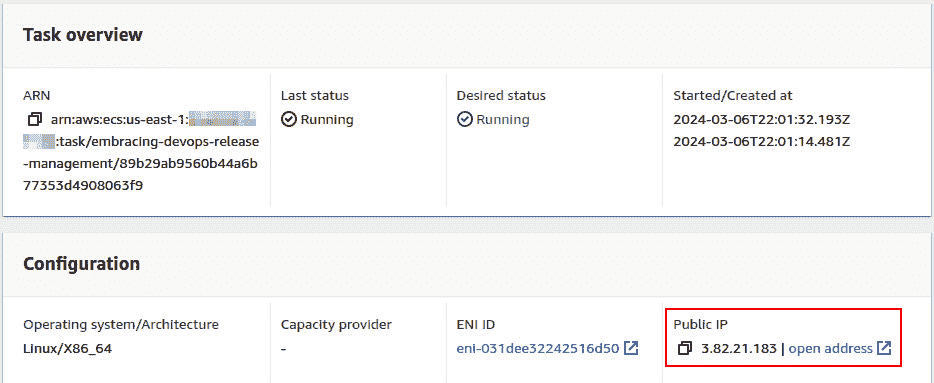 Task overview
ARN
arn:aws:ecs:us-east-1:
:task/embracing-devops-release
-management/89b29ab9560b44a6b
77353d4908063f9
Last status
Running
Desired status
Running
Started/Created at
2024-03-06T22:01:32.193Z
2024-03-06T22:01:14.481Z
Configuration
Operating system/Architecture
Linux/X86_64
Capacity provider
-
ENI ID
eni-031dee32242516d50
Public IP
3.82.21.183 | open address